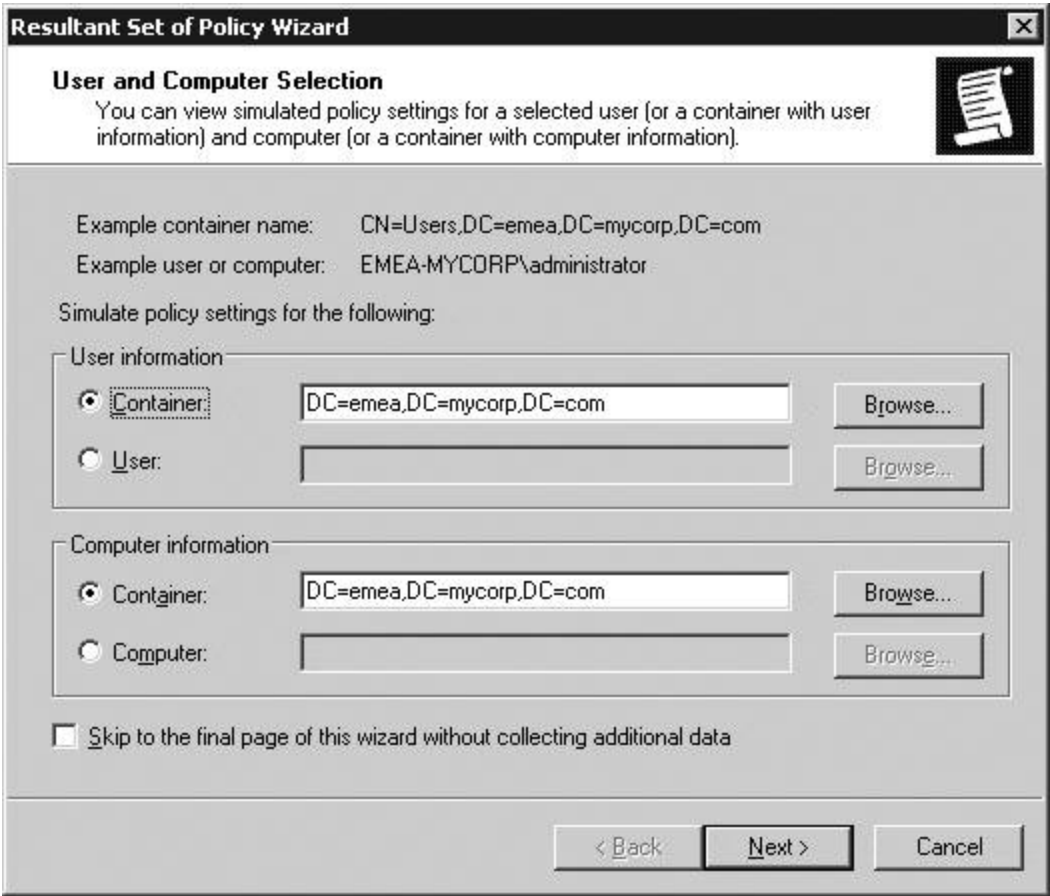 Resultant Set of Policy Wizard
User and Computer Selection
You can view simulated policy settings for a selected user (or a container with user
information) and computer (or a container with computer information).
Example container name: CN=Users,DC=emea,DC=mycorp,DC=com
Example user or computer: EMEA-MYCORP\administrator
Simulate policy settings for the following:
User information
Container: DC=emea,DC=mycorp,DC=com Browse...
User: Browse...
Computer information
Container: DC=emea,DC=mycorp,DC=com Browse...
Computer: Browse...
Skip to the final page of this wizard without collecting additional data
< Back Next > Cancel